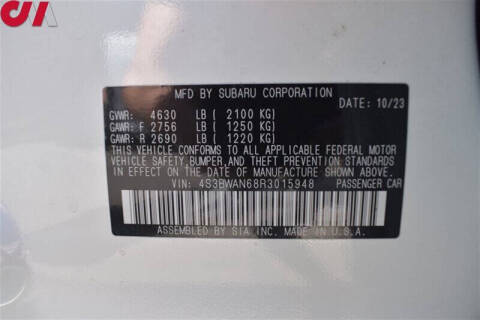 CJA
MFD BY SUBARU CORPORATION
DATE: 10/23
GVWR: 4630 LB ( 2100 KG)
GAWR: F 2756 LB ( 1250 KG)
GAWR: R 2690 LB ( 1220 KG)
THIS VEHICLE CONFORMS TO ALL APPLICABLE FEDERAL MOTOR
VEHICLE SAFETY, BUMPER, AND THEFT PREVENTION STANDARDS
IN EFFECT ON THE DATE OF MANUFACTURE SHOWN ABOVE.
VIN: 4S3BWAN68R3015948 PASSENGER CAR
ASSEMBLED BY SIA INC. MADE IN U.S.A.